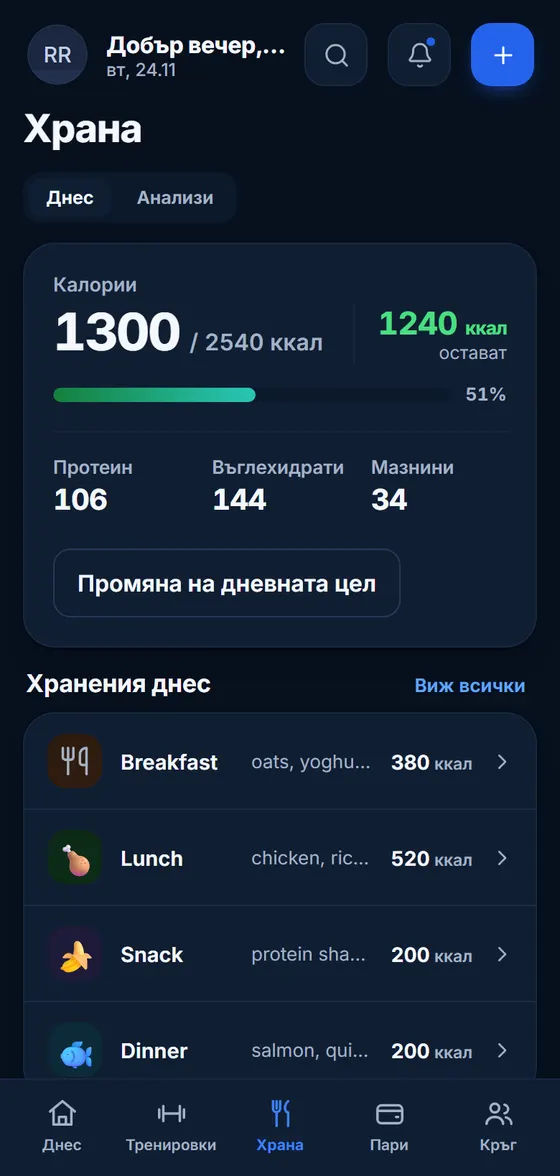 RR
Добър вечер,...
вт, 24.11
Храна
Днес Анализи
Калории
1300 / 2540 ккал
1240 ккал
остават
51%
Протеин Въглехидрати Мазнини
106 144 34
Промяна на дневната цел
Хранения днес Виж всички
Breakfast oats, yoghu... 380 ккал
Lunch chicken, ric... 520 ккал
Snack protein sha... 200 ккал
Dinner salmon, qui... 200 ккал
Днес Тренировки Храна Пари Кръг